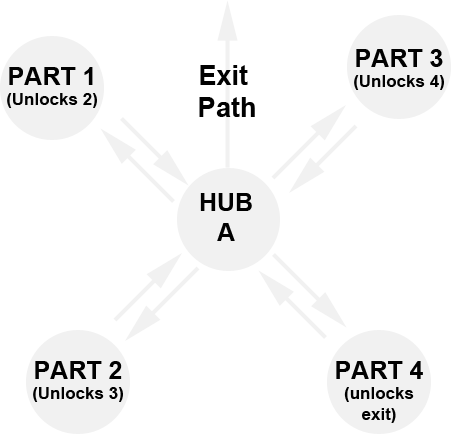 PART 1
(Unlocks 2)
Exit
Path
PART 3
(Unlocks 4)
HUB
A
PART 2
(Unlocks 3)
PART 4
(unlocks
exit)